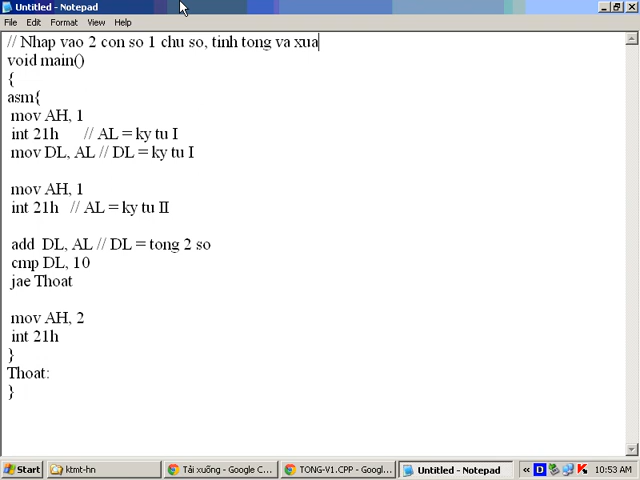 Untitled - Notepad
File Edit Format View Help
// Nhap vao 2 con so 1 chu so, tinh tong va xua
void main()
{
asm{
mov AH, 1
int 21h // AL = ky tu I
mov DL, AL // DL = ky tu I
mov AH, 1
int 21h // AL = ky tu II
add DL, AL // DL = tong 2 so
cmp DL, 10
jae Thoat
mov AH, 2
int 21h
}
Thoat:
}
Start ktmt-hn Tải xuống - Google C... TONG-V1.CPP - Googl... Untitled - Notepad « D K 10:53 AM